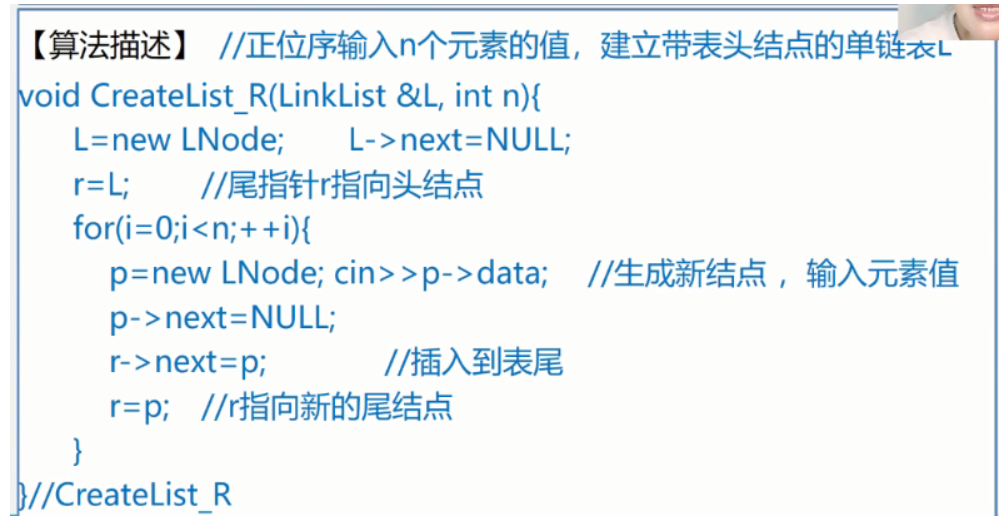 【算法描述】 //正位序输入n个元素的值，建立带表头结点的单链表L
void CreateList_R(LinkList &L, int n){
L=new LNode; L->next=NULL;
r=L; //尾指针r指向头结点
for(i=0;i<n;++i){
p=new LNode; cin>>p->data; //生成新结点 ，输入元素值
p->next=NULL;
r->next=p; //插入到表尾
r=p; //r指向新的尾结点
}
}//CreateList_R